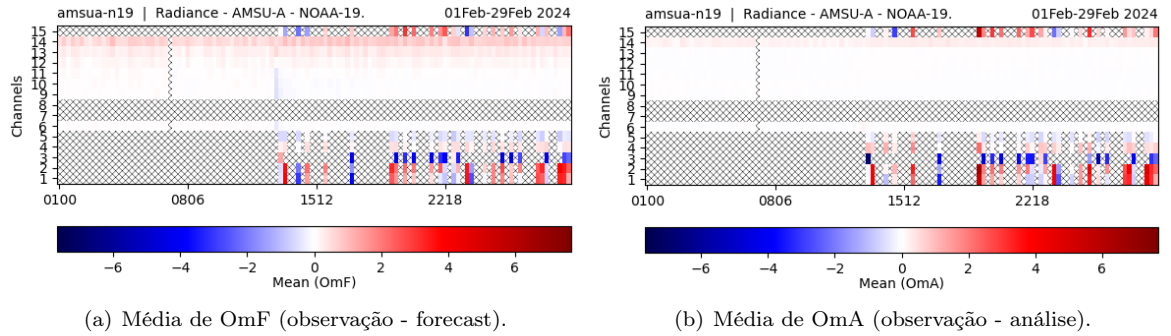 amsua-n19 | Radiance - AMSU-A - NOAA-19. 01Feb-29Feb 2024
15
14
13
12
11
10
9
8
7
6
5
4
3
2
1
Channels
0100 0806 1512 2218
−6 −4 −2 0 2 4 6
Mean (OmF)
(a) Média de OmF (observação - forecast).
amsua-n19 | Radiance - AMSU-A - NOAA-19. 01Feb-29Feb 2024
15
14
13
12
11
10
9
8
7
6
5
4
3
2
1
Channels
0100 0806 1512 2218
−6 −4 −2 0 2 4 6
Mean (OmA)
(b) Média de OmA (observação - análise).